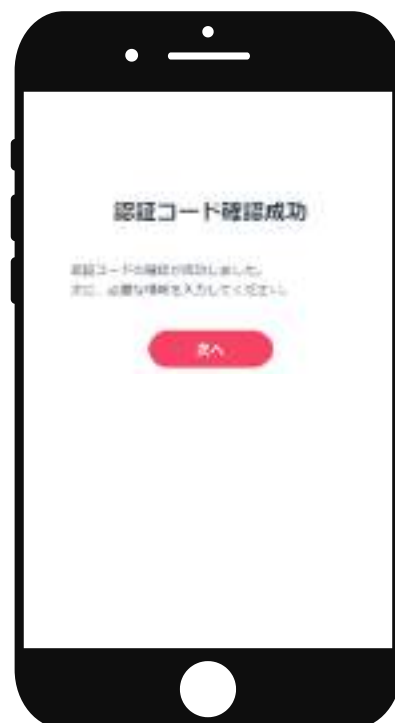 認証コード確認成功
認証コードの確認が成功しました。
次に、必要な情報を入力してください。
次へ